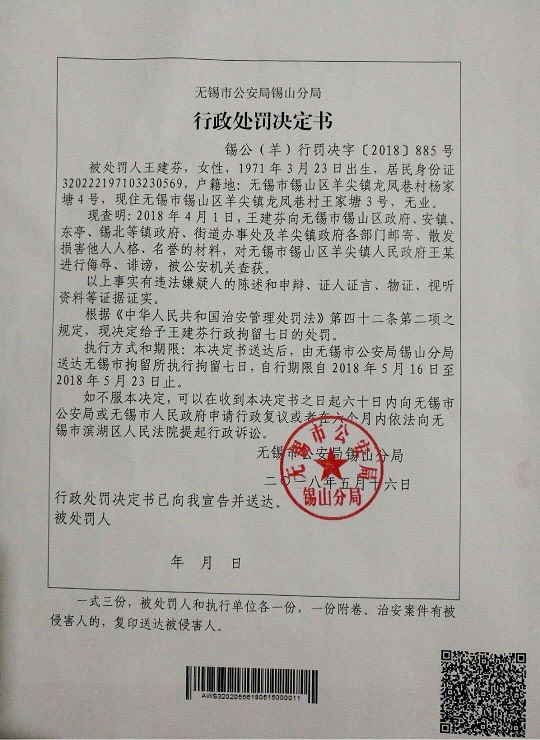 无锡市公安局锡山分局
行政处罚决定书
锡公（羊）行罚决字〔2018〕885号
被处罚人王建芬，女性，1971年3月23日出生，居民身份证
320222197103230569，户籍地：无锡市锡山区羊尖镇龙凤巷村杨家
塘4号，现住无锡市锡山区羊尖镇龙凤巷村王家塘3号，无业。
现查明：2018年4月1日，王建芬向无锡市锡山区政府、安镇、
东亭、锡北等镇政府、街道办事处及羊尖镇政府各部门邮寄、散发
损害他人人格、名誉的材料，对无锡市锡山区羊尖镇人民政府王某
进行侮辱、诽谤，被公安机关查获。
以上事实有违法嫌疑人的陈述和申辩、证人证言、物证、视听
资料等证据证实。
根据《中华人民共和国治安管理处罚法》第四十二条第二项之
规定，现决定给予王建芬行政拘留七日的处罚。
执行方式和期限：本决定书送达后，由无锡市公安局锡山分局
送达无锡市拘留所执行拘留七日，自行期限自2018年5月16日至
2018年5月23日止。
如不服本决定，可以在收到本决定书之日起六十日内向无锡市
公安局或无锡市人民政府申请行政复议或者在六个月内依法向无
锡市滨湖区人民法院提起行政诉讼。
无锡市公安局锡山分局
二〇一八年五月十六日
无锡市公安局
锡山分局
行政处罚决定书已向我宣告并送达。
被处罚人
年 月 日
一式三份，被处罚人和执行单位各一份，一份附卷。治安案件有被
侵害人的，复印送达被侵害人。